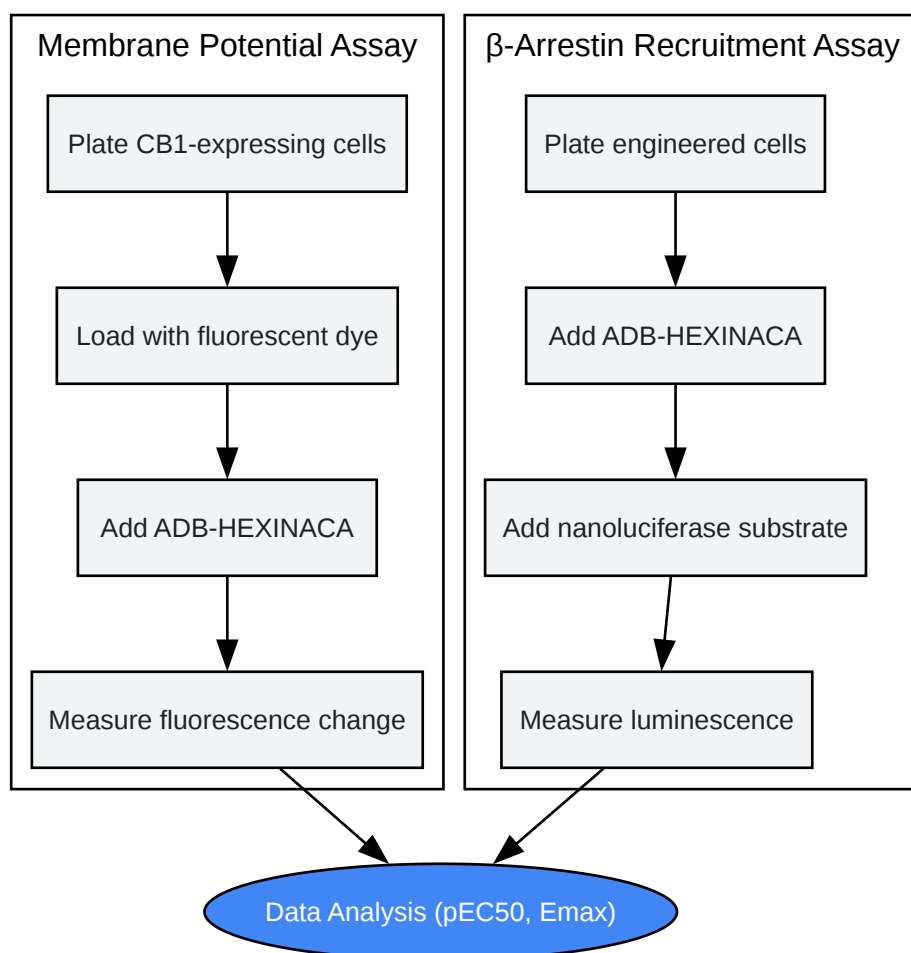 Membrane Potential Assay
Plate CB1-expressing cells
Load with fluorescent dye
Add ADB-HEXINACA
Measure fluorescence change
β-Arrestin Recruitment Assay
Plate engineered cells
Add ADB-HEXINACA
Add nanoluciferase substrate
Measure luminescence
Data Analysis (pEC50, Emax)